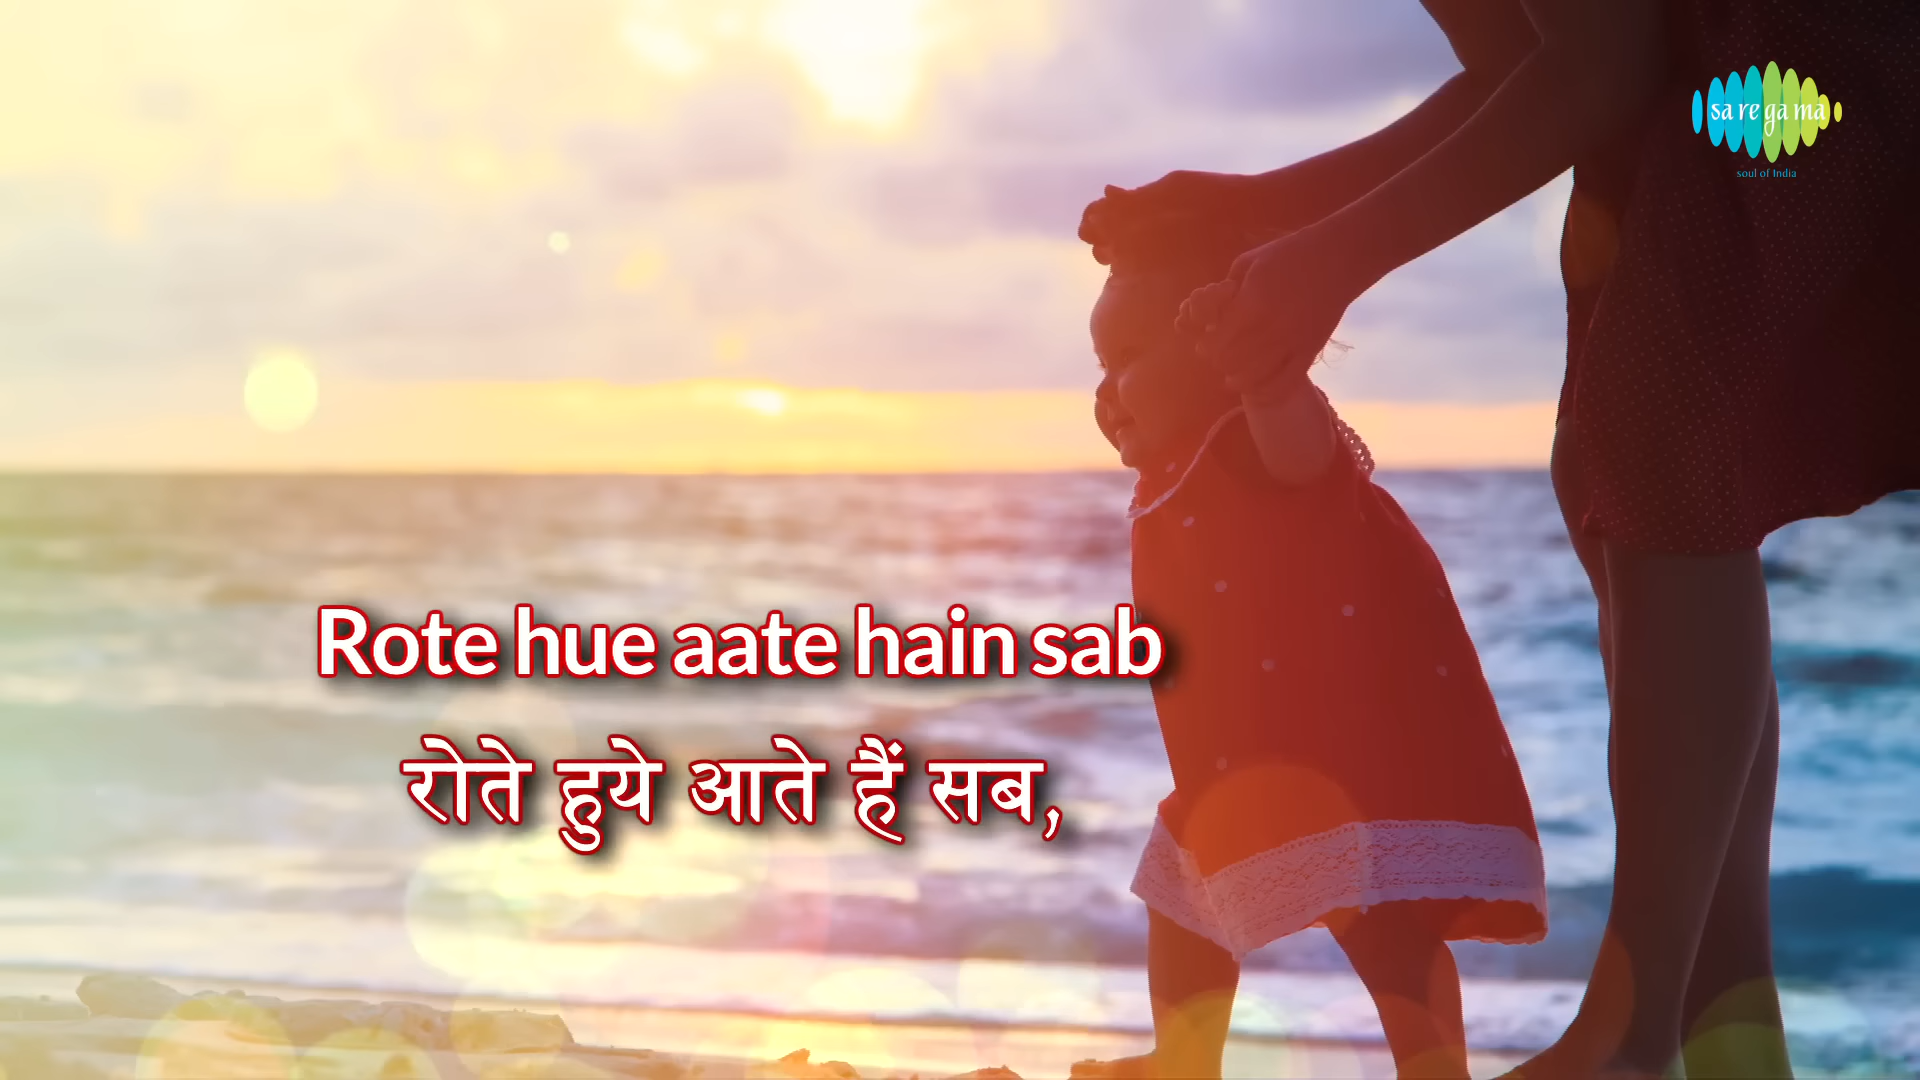 sa re ga ma
soul of India
Rote hue aate hain sab
रोते हुये आते हैं सब,